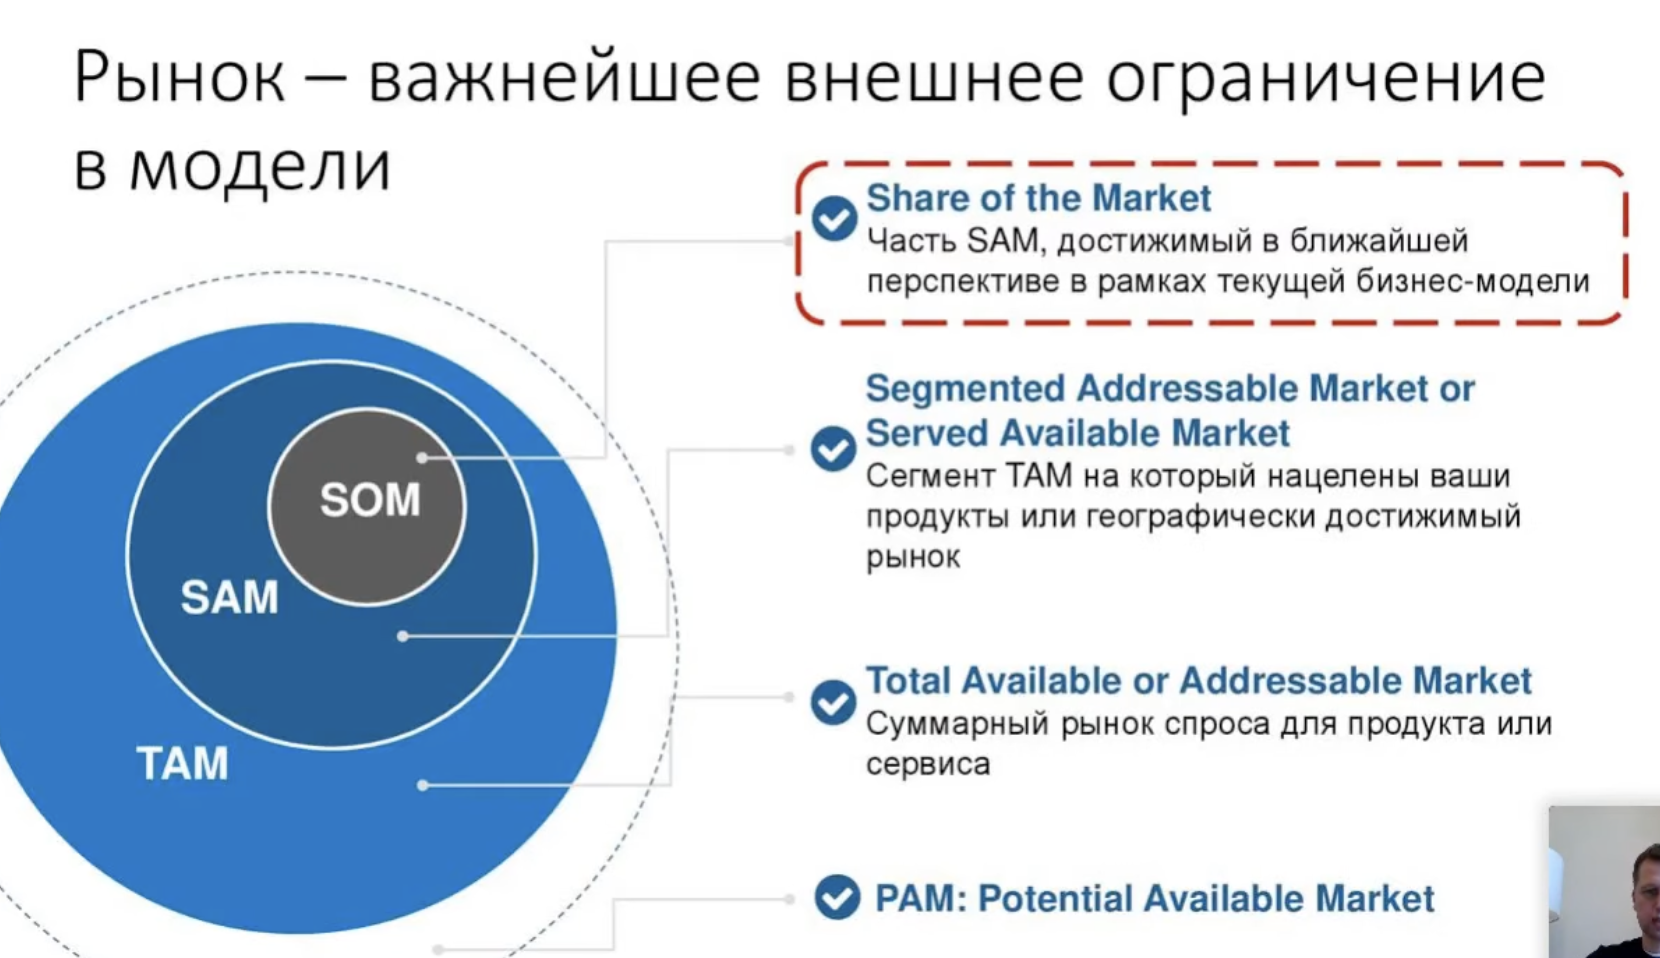 Рынок – важнейшее внешнее ограничение
в модели
Share of the Market
Часть SAM, достижимый в ближайшей
перспективе в рамках текущей бизнес-модели
Segmented Addressable Market or
Served Available Market
Сегмент TAM на который нацелены ваши
продукты или географически достижимый
рынок
Total Available or Addressable Market
Суммарный рынок спроса для продукта или
сервиса
PAM: Potential Available Market
SOM
SAM
TAM